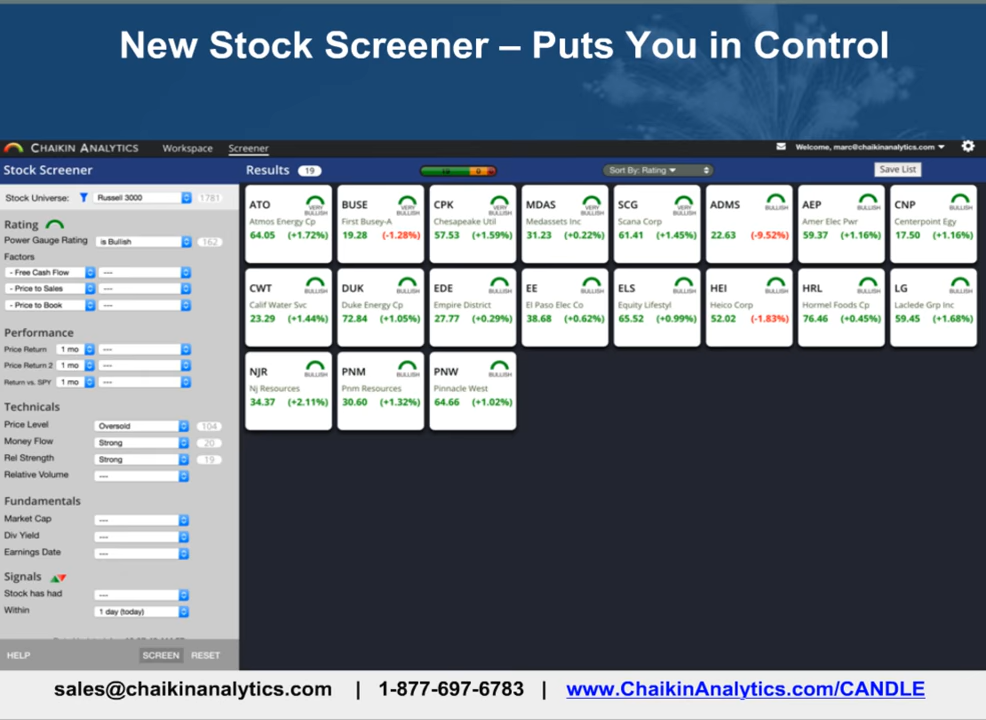 New Stock Screener – Puts You in Control
CHAIKIN ANALYTICS Workspace Screener Welcome, marc@chaikinanalytics.com
Stock Screener Results 19 Sort By: Rating Save List
Stock Universe: Russell 3000 1781
Rating
Power Gauge Rating is Bullish 162
Factors
- Free Cash Flow ---
- Price to Sales ---
- Price to Book ---
Performance
Price Return 1 mo ---
Price Return 2 1 mo ---
Return vs. SPY 1 mo ---
Technicals
Price Level Oversold 104
Money Flow Strong 20
Rel Strength Strong 19
Relative Volume ---
Fundamentals
Market Cap ---
Div Yield ---
Earnings Date ---
Signals
Stock has had ---
Within 1 day (today)
HELP SCREEN RESET
ATO VERY BULLISH
Atmos Energy Cp
64.05 (+1.72%)
BUSE VERY BULLISH
First Busey-A
19.28 (-1.28%)
CPK VERY BULLISH
Chesapeake Util
57.53 (+1.59%)
MDAS VERY BULLISH
Medassets Inc
31.23 (+0.22%)
SCG VERY BULLISH
Scana Corp
61.41 (+1.45%)
ADMS BULLISH
22.63 (-9.52%)
AEP BULLISH
Amer Elec Pwr
59.37 (+1.16%)
CNP BULLISH
Centerpoint Egy
17.50 (+1.16%)
CWT BULLISH
Calif Water Svc
23.29 (+1.44%)
DUK BULLISH
Duke Energy Cp
72.84 (+1.05%)
EDE BULLISH
Empire District
27.77 (+0.29%)
EE BULLISH
El Paso Elec Co
38.68 (+0.62%)
ELS BULLISH
Equity Lifestyl
65.52 (+0.99%)
HEI BULLISH
Heico Corp
52.02 (-1.83%)
HRL BULLISH
Hormel Foods Cp
76.46 (+0.45%)
LG BULLISH
Laclede Grp Inc
59.45 (+1.68%)
NJR BULLISH
Nj Resources
34.37 (+2.11%)
PNM BULLISH
Pnm Resources
30.60 (+1.32%)
PNW BULLISH
Pinnacle West
64.66 (+1.02%)
sales@chaikinanalytics.com | 1-877-697-6783 | www.ChaikinAnalytics.com/CANDLE